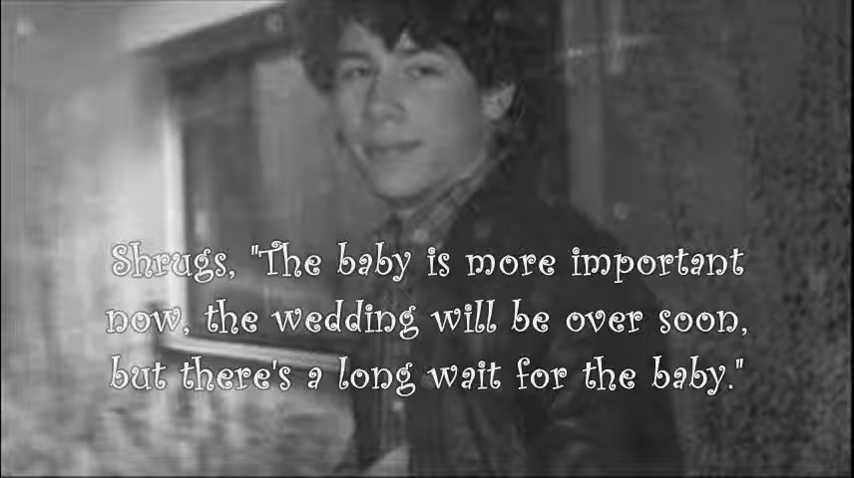 Shrugs, "The baby is more important
now, the wedding will be over soon,
but there's a long wait for the baby."